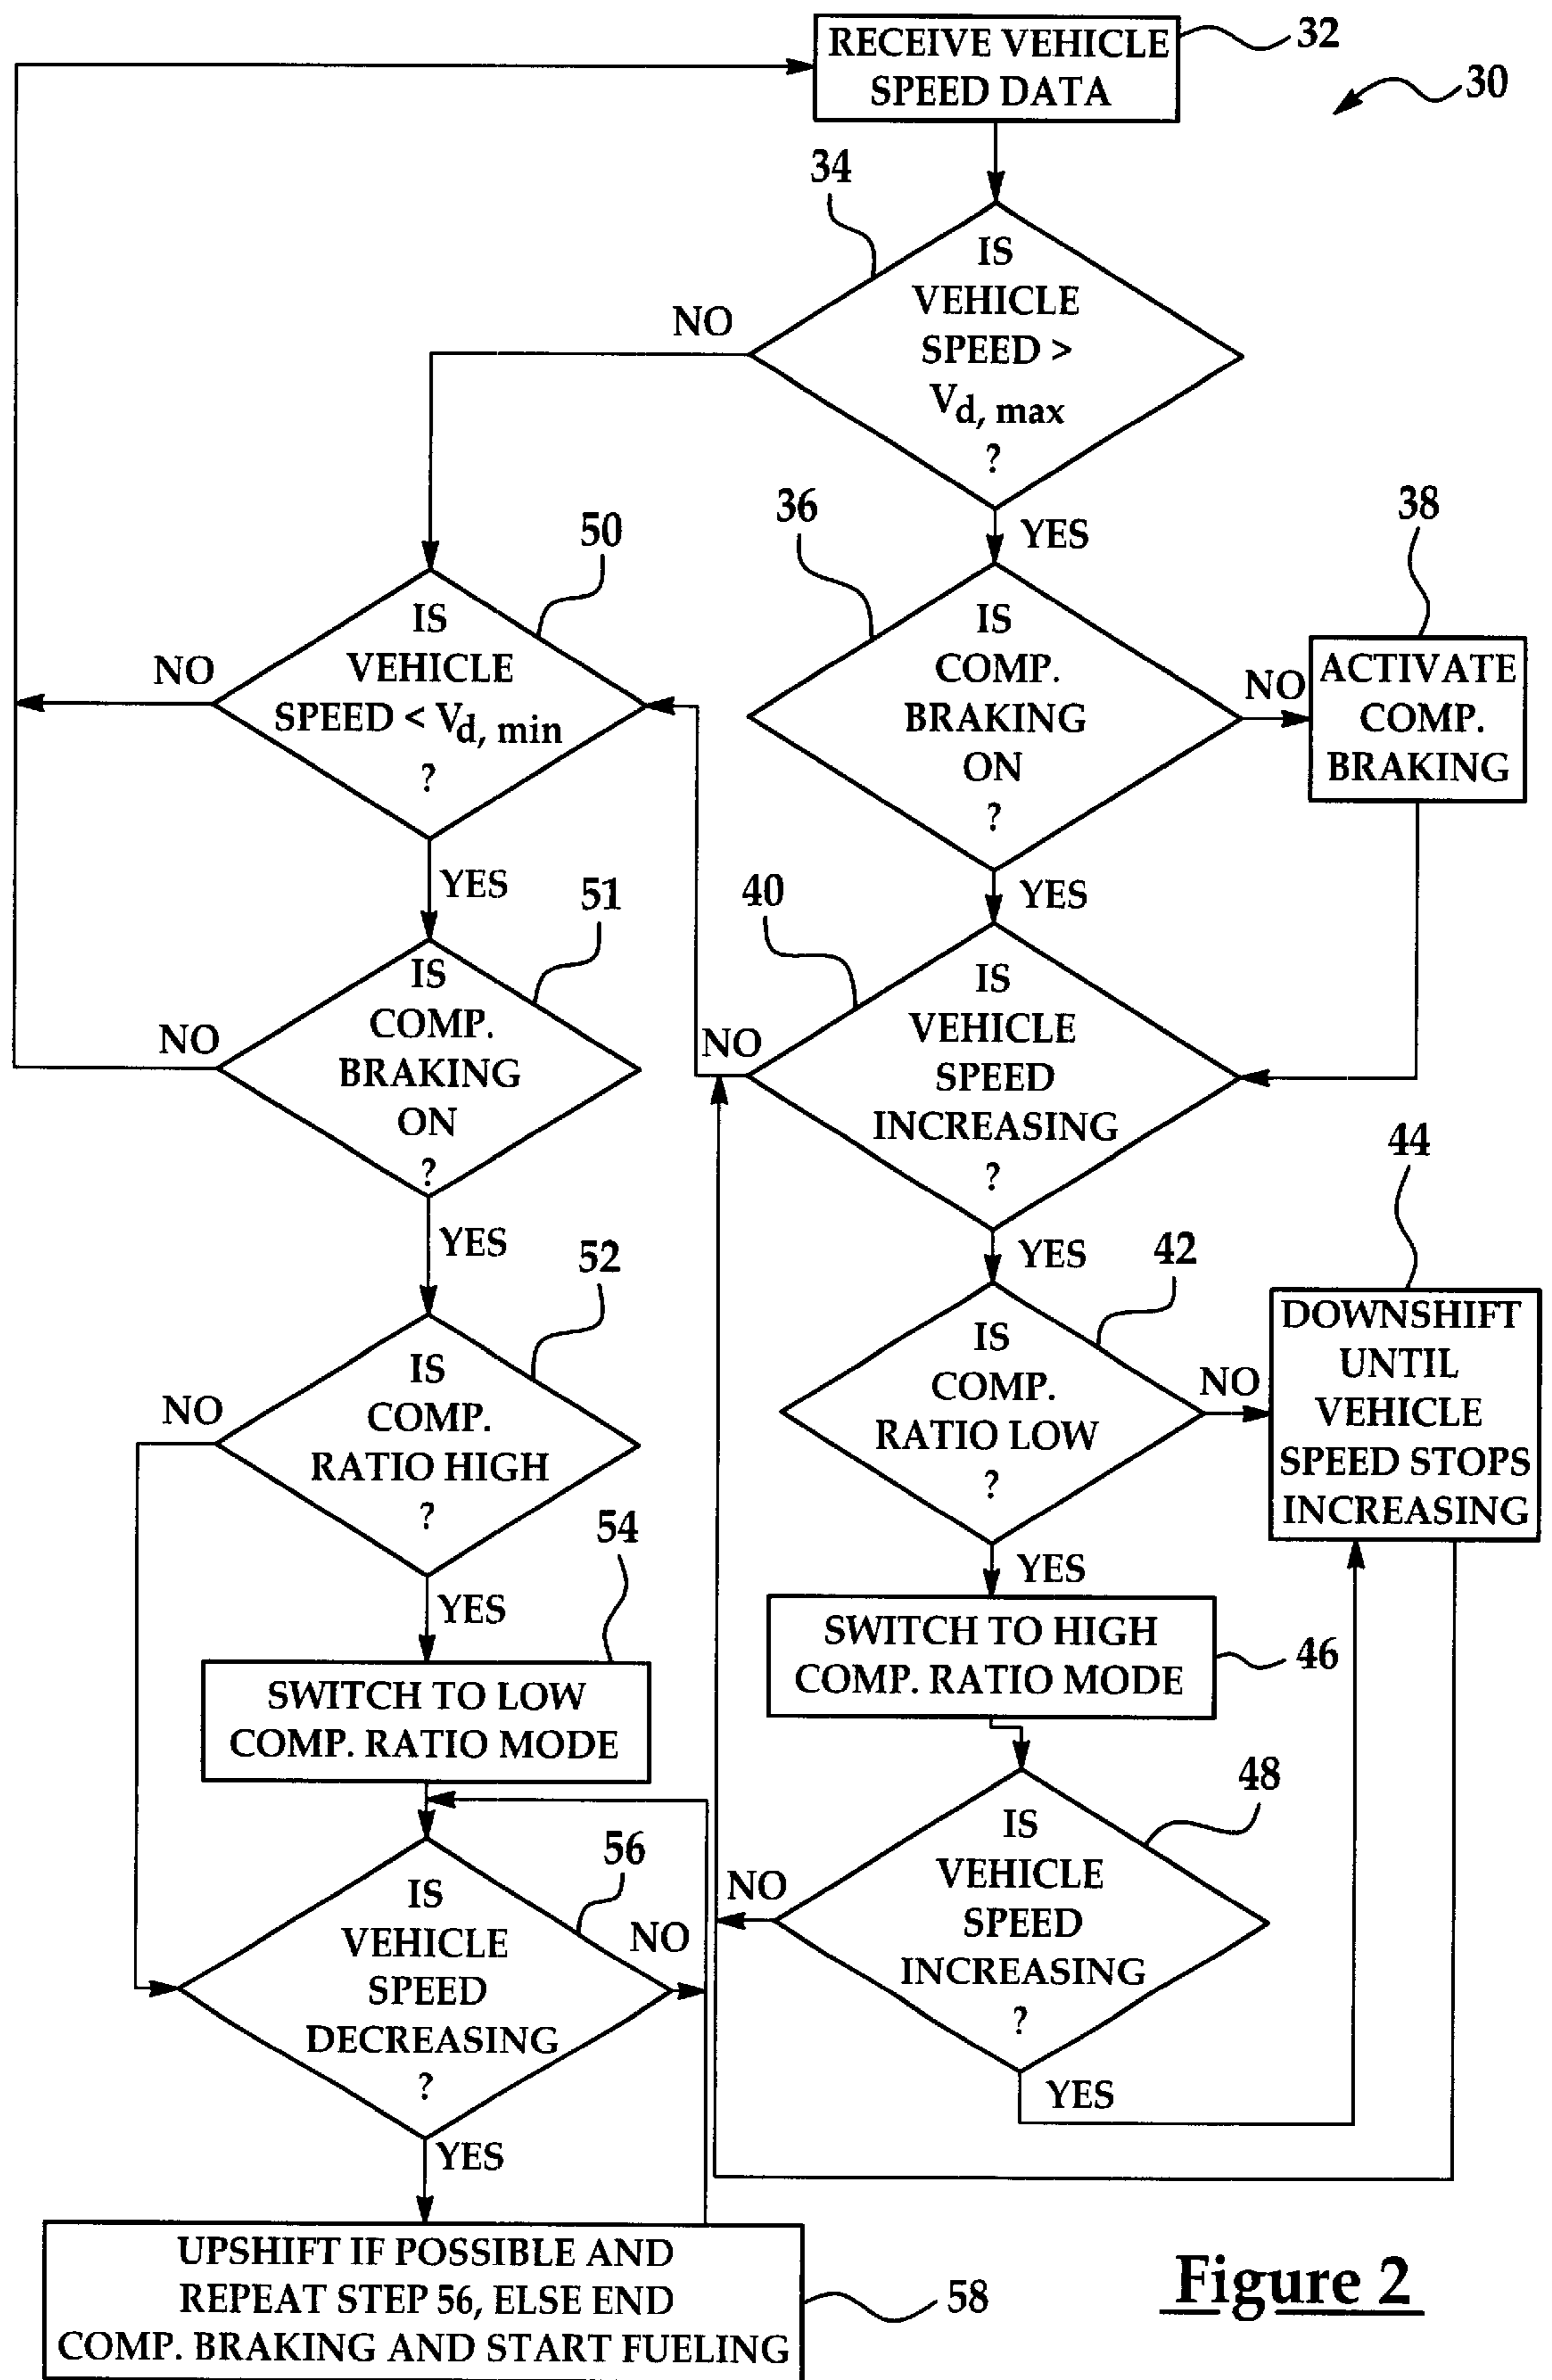 RECEIVE VEHICLE
SPEED DATA
32
30
34
IS
VEHICLE
SPEED >
Vd, max
?
NO
YES
36
IS
COMP.
BRAKING
ON
?
NO
38
ACTIVATE
COMP.
BRAKING
YES
50
IS
VEHICLE
SPEED < Vd, min
?
NO
YES
40
IS
VEHICLE
SPEED
INCREASING
?
NO
YES
51
IS
COMP.
BRAKING
ON
?
NO
YES
42
IS
COMP.
RATIO LOW
?
NO
44
DOWNSHIFT
UNTIL
VEHICLE
SPEED STOPS
INCREASING
YES
52
IS
COMP.
RATIO HIGH
?
NO
YES
54
SWITCH TO LOW
COMP. RATIO MODE
SWITCH TO HIGH
COMP. RATIO MODE
46
48
IS
VEHICLE
SPEED
INCREASING
?
NO
YES
56
IS
VEHICLE
SPEED
DECREASING
?
NO
YES
UPSHIFT IF POSSIBLE AND
REPEAT STEP 56, ELSE END
COMP. BRAKING AND START FUELING
58
Figure 2